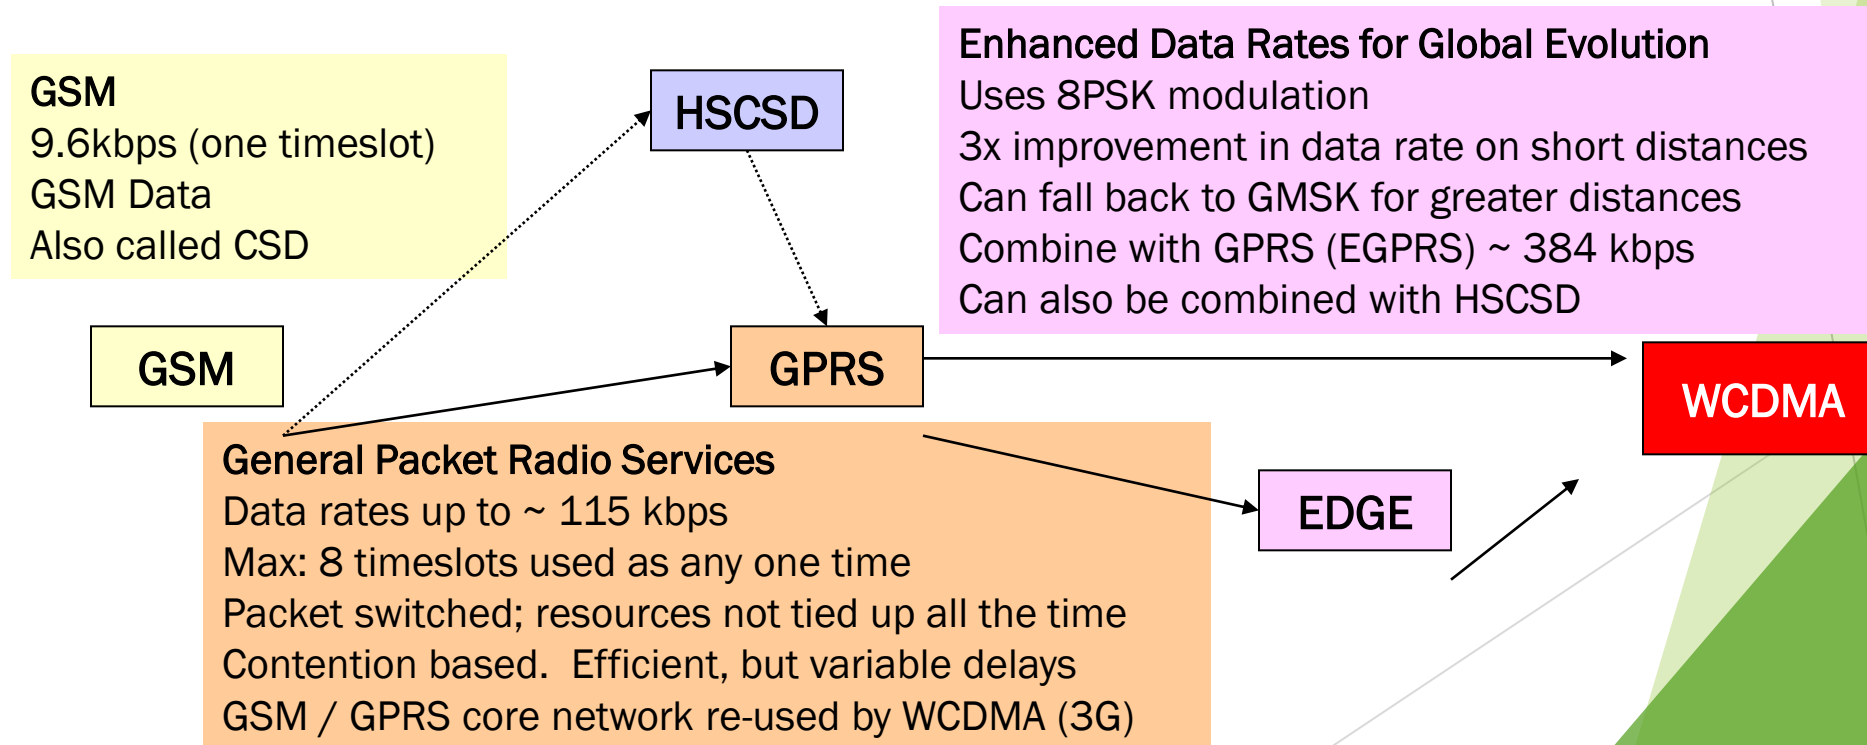 GSM
9.6kbps (one timeslot)
GSM Data
Also called CSD
HSCSD
Enhanced Data Rates for Global Evolution
Uses 8PSK modulation
3x improvement in data rate on short distances
Can fall back to GMSK for greater distances
Combine with GPRS (EGPRS) ~ 384 kbps
Can also be combined with HSCSD
GSM
GPRS
WCDMA
General Packet Radio Services
Data rates up to ~ 115 kbps
Max: 8 timeslots used as any one time
Packet switched; resources not tied up all the time
Contention based.  Efficient, but variable delays
GSM / GPRS core network re-used by WCDMA (3G)
EDGE